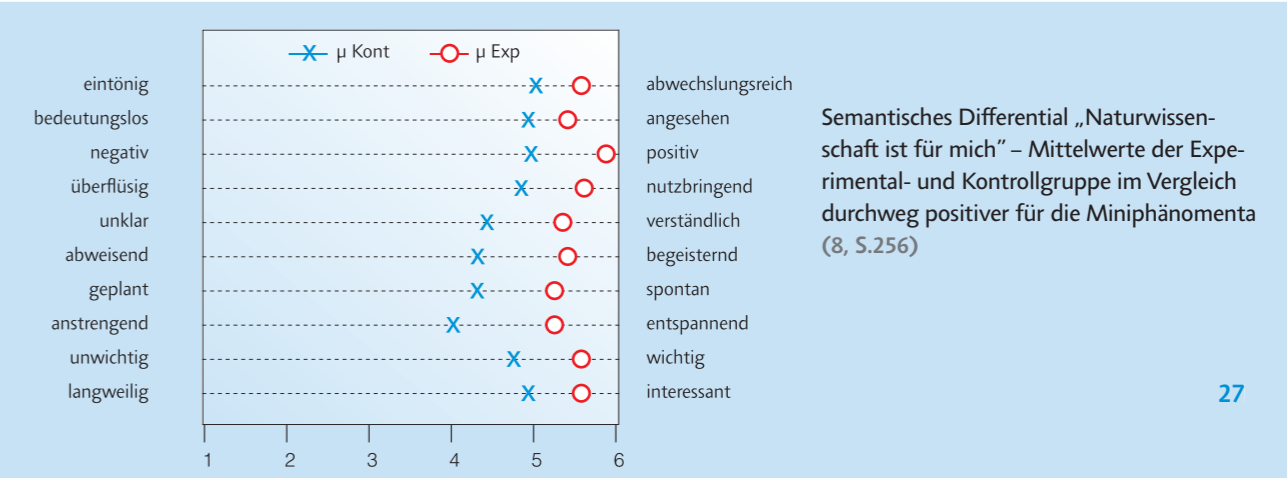 µ Kont µ Exp
eintönig abwechslungsreich
bedeutungslos angesehen
negativ positiv
überflüsig nutzbringend
unklar verständlich
abweisend begeisternd
geplant spontan
anstrengend entspannend
unwichtig wichtig
langweilig interessant
1 2 3 4 5 6
Semantisches Differential „Naturwissen-
schaft ist für mich” – Mittelwerte der Expe-
rimental- und Kontrollgruppe im Vergleich
durchweg positiver für die Miniphänomenta
(8, S.256)
27